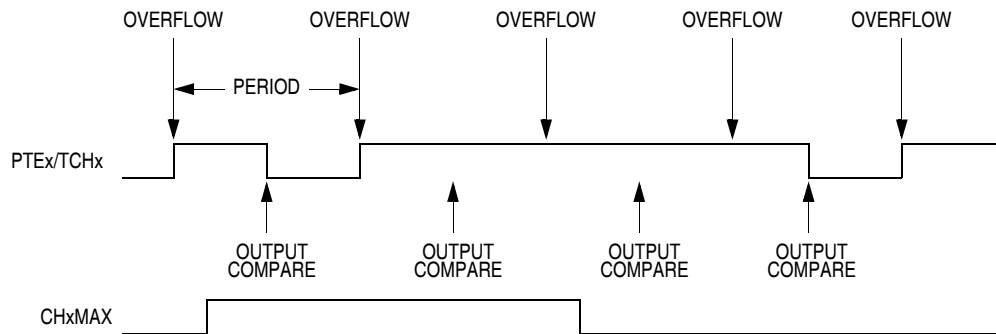 OVERFLOW OVERFLOW OVERFLOW OVERFLOW OVERFLOW
PERIOD
PTEx/TCHx
OUTPUT COMPARE
OUTPUT COMPARE
OUTPUT COMPARE
OUTPUT COMPARE
CHxMAX